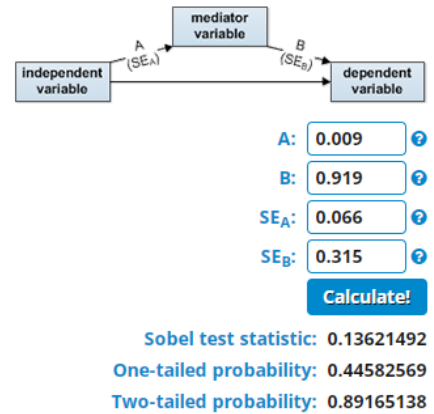 mediator
variable
A
(SEA)
B
(SEB)
independent
variable
dependent
variable
A: 0.009 ?
B: 0.919 ?
SEA: 0.066 ?
SEB: 0.315 ?
Calculate!
Sobel test statistic: 0.13621492
One-tailed probability: 0.44582569
Two-tailed probability: 0.89165138